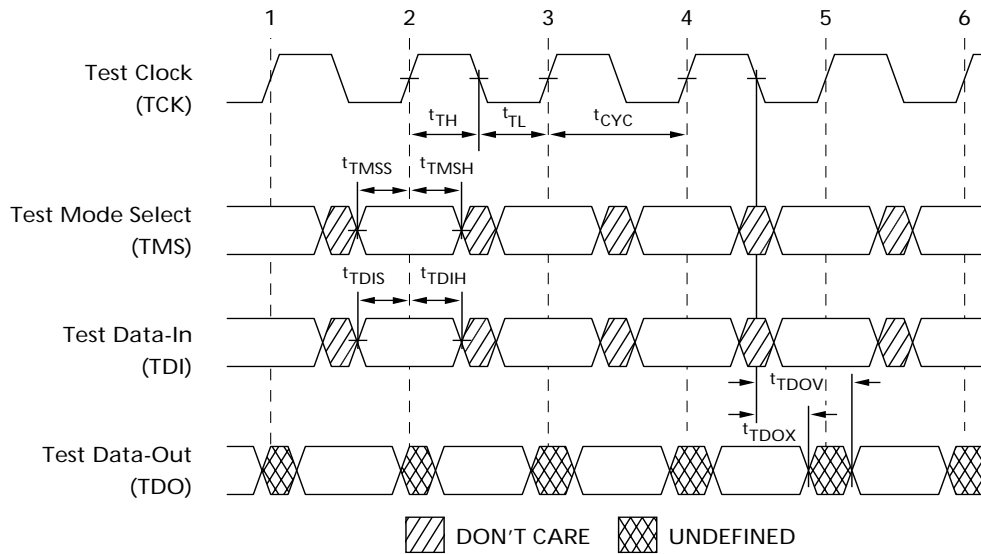 1 2 3 4 5 6
Test Clock
(TCK)
tTH tTL tCYC
tTMSS tTMSH
Test Mode Select
(TMS)
tTDIS tTDIH
Test Data-In
(TDI)
tTDOV
tTDOX
Test Data-Out
(TDO)
DON'T CARE UNDEFINED